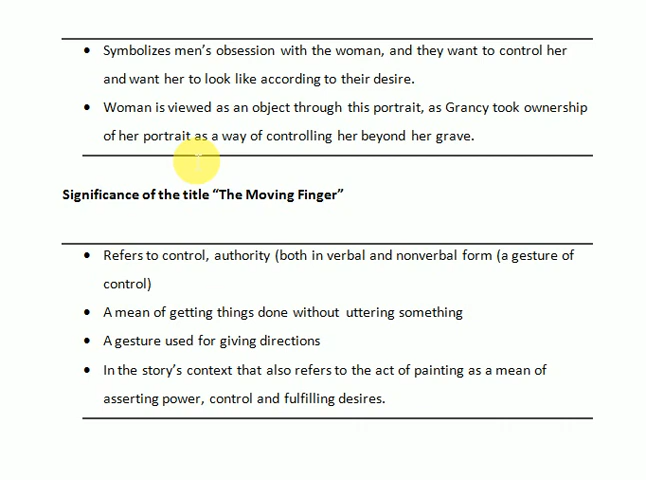 • Symbolizes men's obsession with the woman, and they want to control her
and want her to look like according to their desire.
• Woman is viewed as an object through this portrait, as Grancy took ownership
of her portrait as a way of controlling her beyond her grave.
Significance of the title “The Moving Finger”
• Refers to control, authority (both in verbal and nonverbal form (a gesture of
control)
• A mean of getting things done without uttering something
• A gesture used for giving directions
• In the story's context that also refers to the act of painting as a mean of
asserting power, control and fulfilling desires.